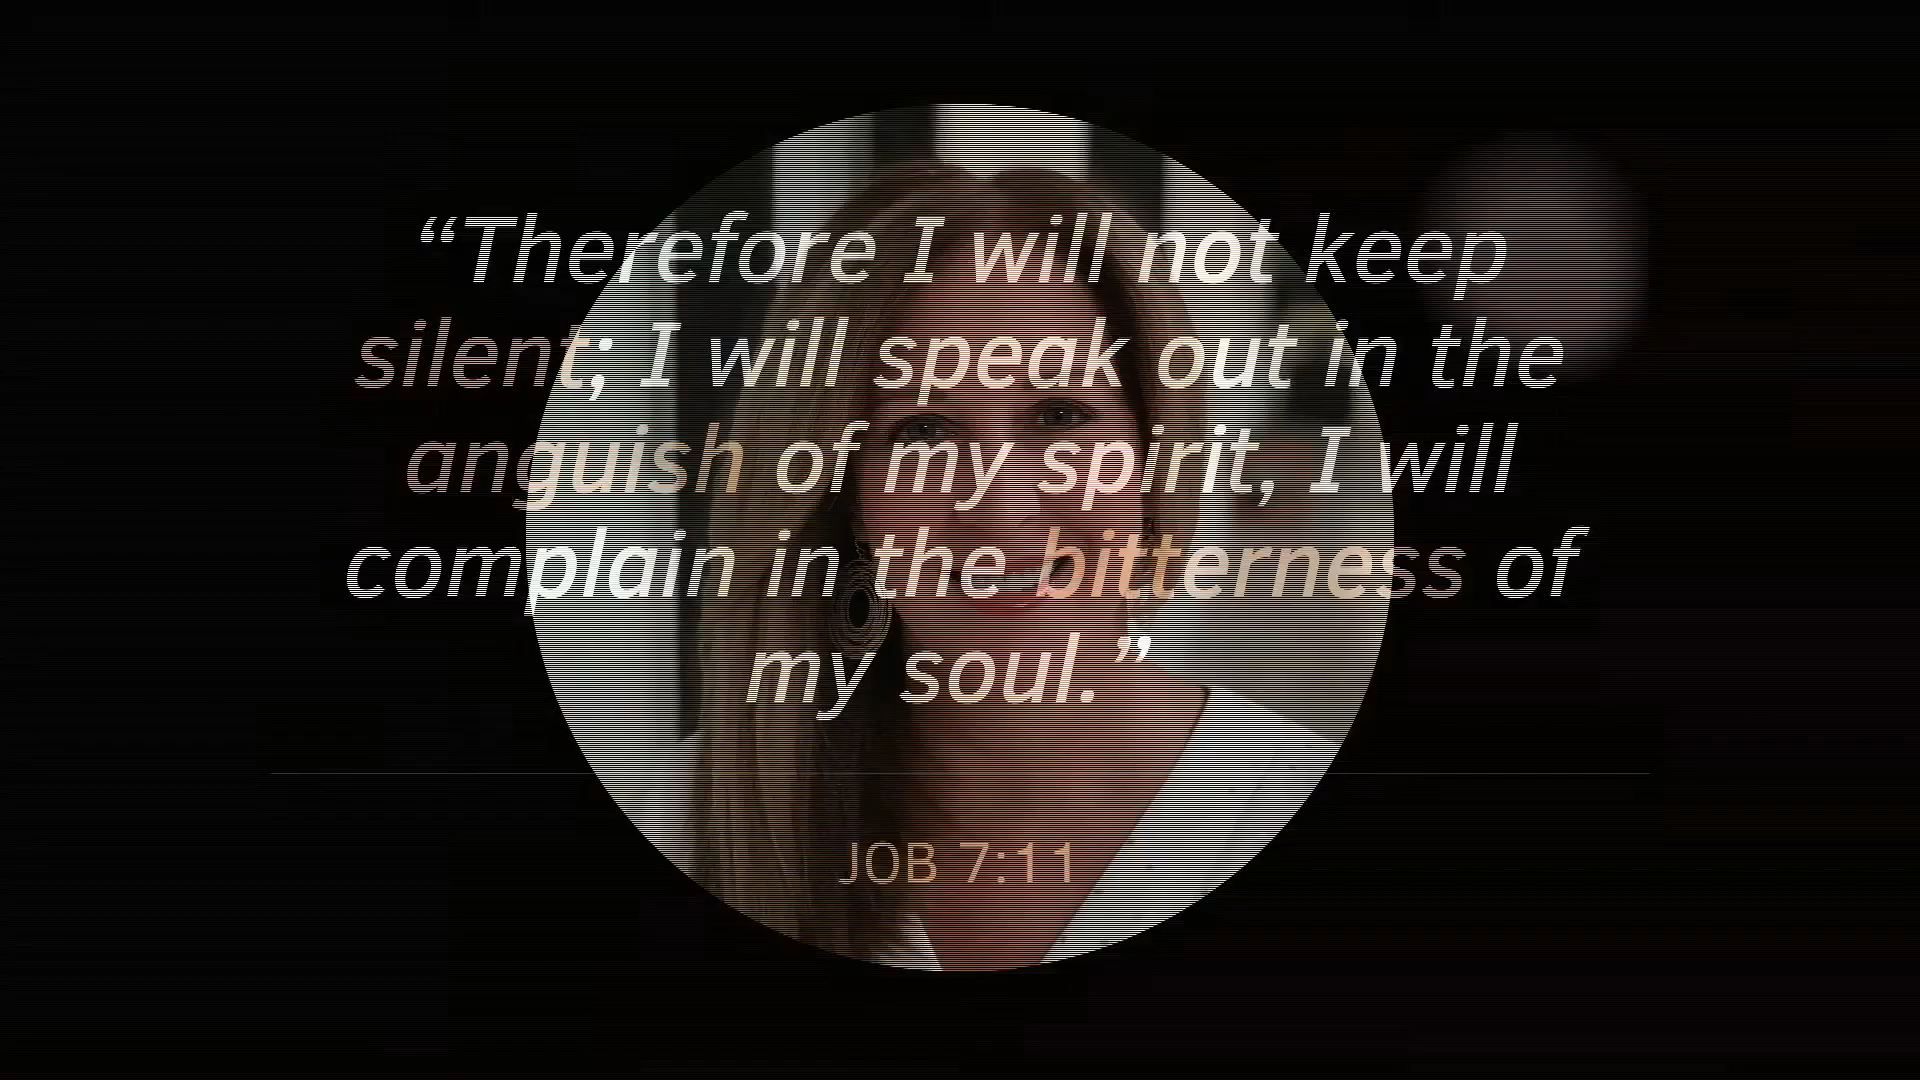 “Therefore I will not keep
silent; I will speak out in the
anguish of my spirit, I will
complain in the bitterness of
my soul.”
JOB 7:11